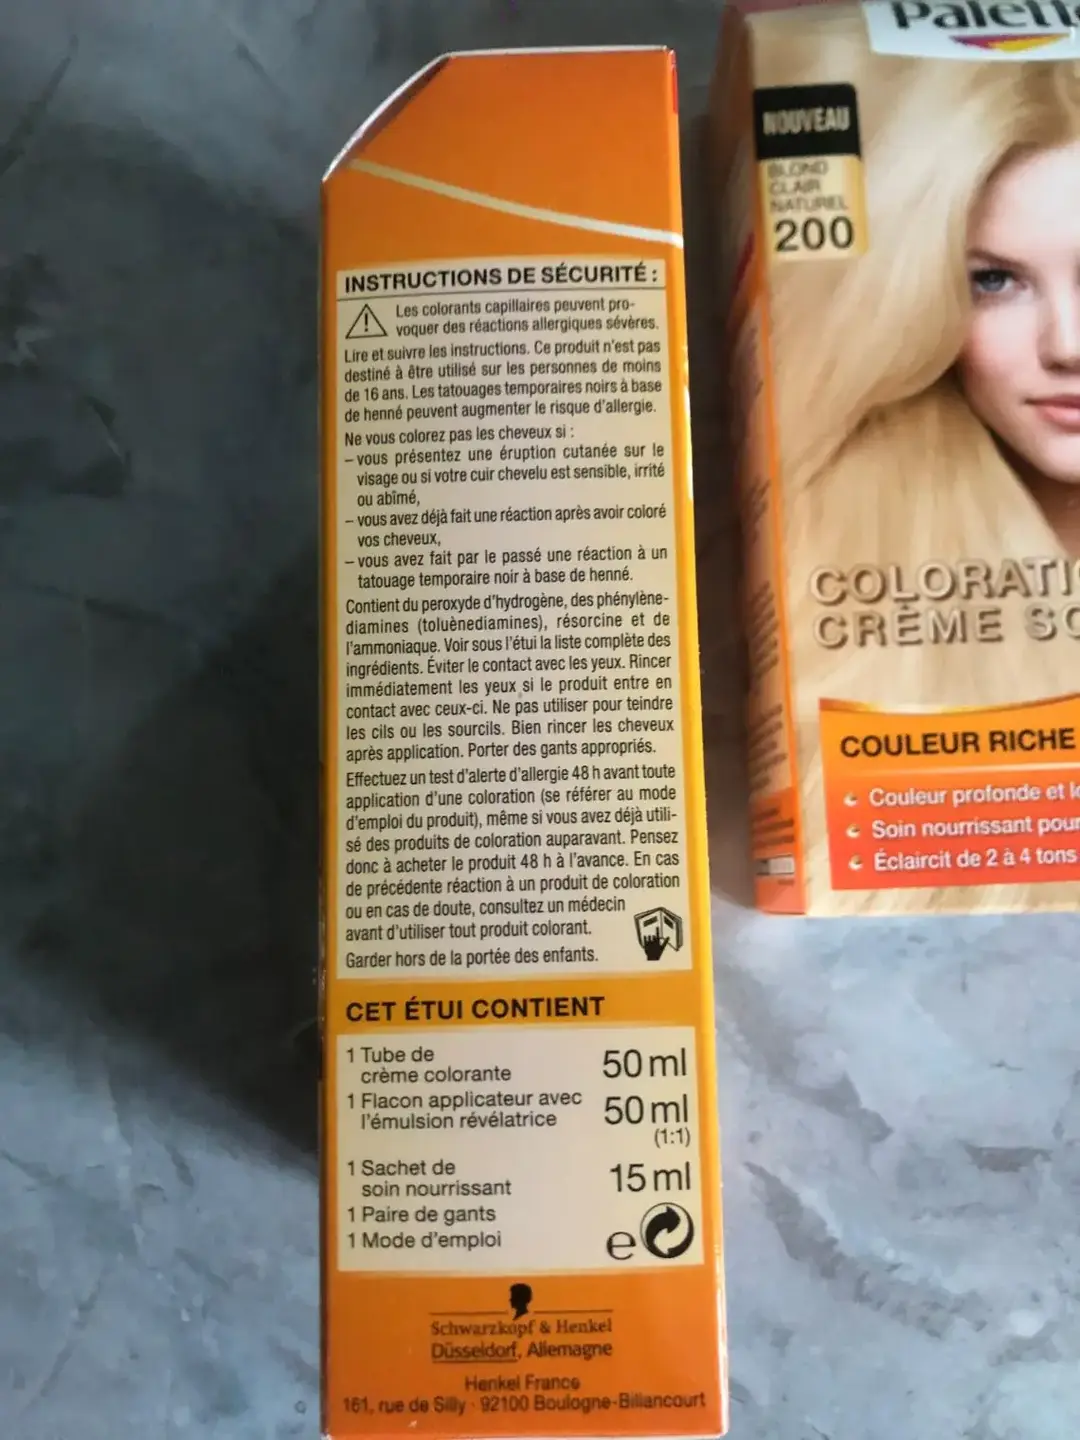 INSTRUCTIONS DE SÉCURITÉ :
Les colorants capillaires peuvent pro-
voquer des réactions allergiques sévères.
Lire et suivre les instructions. Ce produit n'est pas
destiné à être utilisé sur les personnes de moins
de 16 ans. Les tatouages temporaires noirs à base
de henné peuvent augmenter le risque d'allergie.
Ne vous colorez pas les cheveux si :
– vous présentez une éruption cutanée sur le
visage ou si votre cuir chevelu est sensible, irrité
ou abîmé,
– vous avez déjà fait une réaction après avoir coloré
vos cheveux,
– vous avez fait par le passé une réaction à un
tatouage temporaire noir à base de henné.
Contient du peroxyde d'hydrogène, des phénylène-
diamines (toluènediamines), résorcine et de
l'ammoniaque. Voir sous l'étui la liste complète des
ingrédients. Éviter le contact avec les yeux. Rincer
immédiatement les yeux si le produit entre en
contact avec ceux-ci. Ne pas utiliser pour teindre
les cils ou les sourcils. Bien rincer les cheveux
après application. Porter des gants appropriés.
Effectuez un test d'alerte d'allergie 48 h avant toute
application d'une coloration (se référer au mode
d'emploi du produit), même si vous avez déjà utili-
sé des produits de coloration auparavant. Pensez
donc à acheter le produit 48 h à l'avance. En cas
de précédente réaction à un produit de coloration
ou en cas de doute, consultez un médecin
avant d'utiliser tout produit colorant.
Garder hors de la portée des enfants.
CET ÉTUI CONTIENT
1 Tube de
crème colorante 50 ml
1 Flacon applicateur avec
l'émulsion révélatrice 50 ml
(1:1)
1 Sachet de
soin nourrissant 15 ml
1 Paire de gants
1 Mode d'emploi e
Schwarzkopf & Henkel
Düsseldorf, Allemagne
Henkel France
161, rue de Silly · 92100 Boulogne-Billancourt
Palett
NOUVEAU
BLOND
CLAIR
NATUREL
200
COLORATI
CRÈME SO
COULEUR RICHE
Couleur profonde et l
Soin nourrissant pour
Éclaircit de 2 à 4 tons